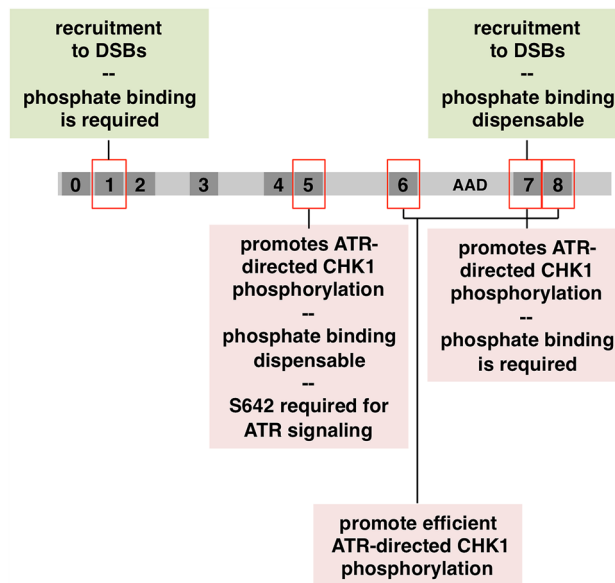 recruitment
to DSBs
--
phosphate binding
is required
recruitment
to DSBs
--
phosphate binding
dispensable
0 1 2 3 4 5 6 AAD 7 8
promotes ATR-
directed CHK1
phosphorylation
--
phosphate binding
dispensable
--
S642 required for
ATR signaling
promotes ATR-
directed CHK1
phosphorylation
--
phosphate binding
is required
promote efficient
ATR-directed CHK1
phosphorylation